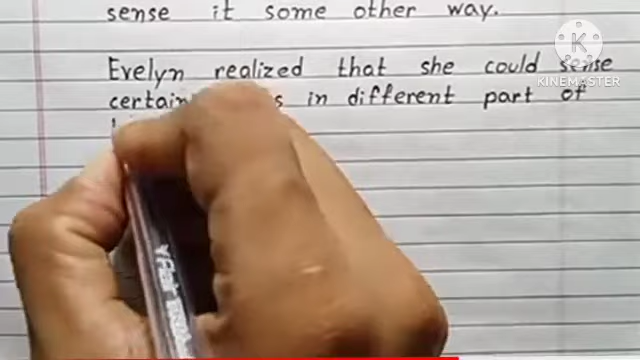 sense it some other way.
Evelyn realized that she could sense
certain s in different part of
K
KINEMASTER